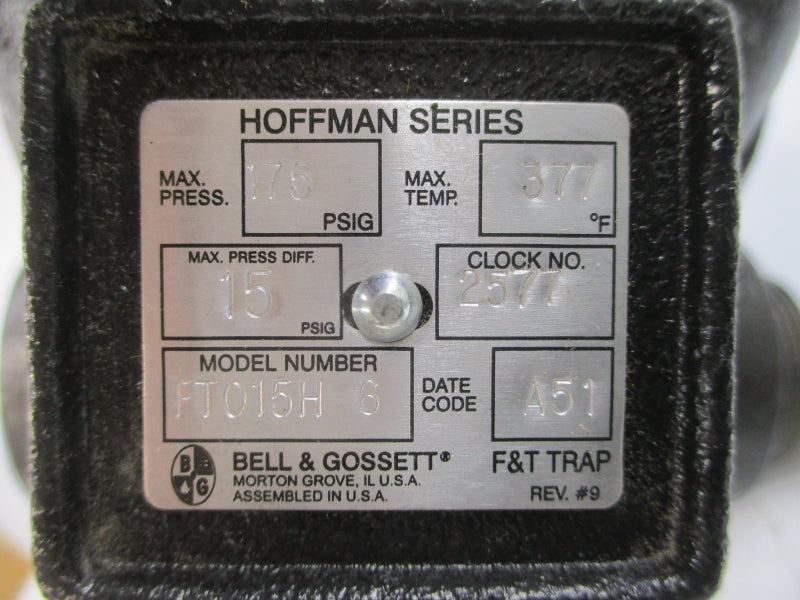 HOFFMAN SERIES
MAX. PRESS. 175 PSIG
MAX. TEMP. 377 °F
MAX. PRESS DIFF. 15 PSIG
CLOCK NO. 2577
MODEL NUMBER FT015H 6
DATE CODE A51
B G
BELL & GOSSETT® F&T TRAP
MORTON GROVE, IL U.S.A.
ASSEMBLED IN U.S.A. REV. #9